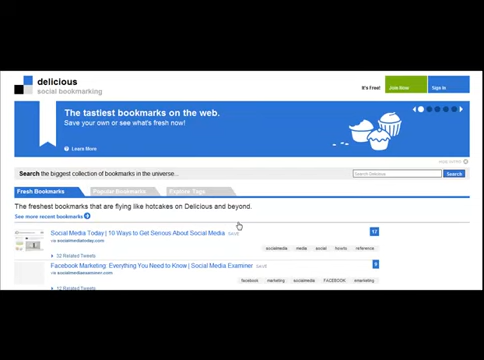 delicious
social bookmarking
It's Free!
Join Now
Sign In
The tastiest bookmarks on the web.
Save your own or see what's fresh now!
Learn More
Search the biggest collection of bookmarks in the universe...
Search Delicious
Search
Fresh Bookmarks
Popular Bookmarks
Explore Tags
The freshest bookmarks that are flying like hotcakes on Delicious and beyond.
See more recent bookmarks
Social Media Today | 10 Ways to Get Serious About Social Media SAVE
17
via socialmediatoday.com
socialmedia media social howto reference
32 Related Tweets
Facebook Marketing: Everything You Need to Know | Social Media Examiner SAVE
9
via socialmediaexaminer.com
facebook marketing socialmedia FACEBOOK emarketing
12 Related Tweets